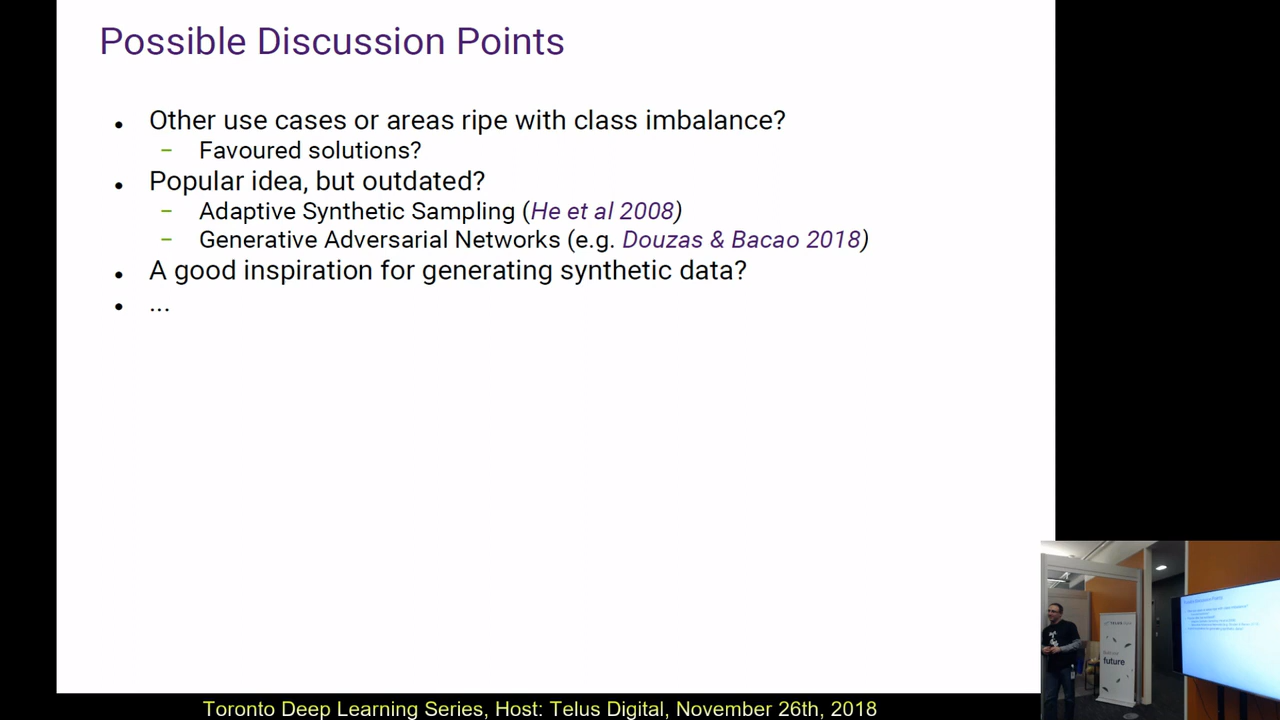 Possible Discussion Points
• Other use cases or areas ripe with class imbalance?
– Favoured solutions?
• Popular idea, but outdated?
– Adaptive Synthetic Sampling (He et al 2008)
– Generative Adversarial Networks (e.g. Douzas & Bacao 2018)
• A good inspiration for generating synthetic data?
• ...
future
Toronto Deep Learning Series, Host: Telus Digital, November 26th, 2018